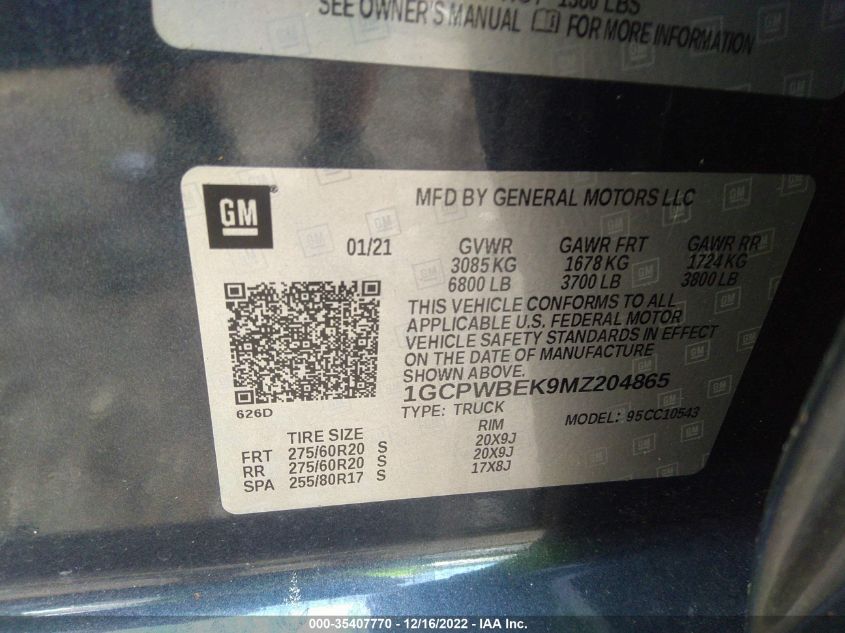 1580 LBS
SEE OWNER'S MANUAL FOR MORE INFORMATION
GM
®
MFD BY GENERAL MOTORS LLC
01/21 GVWR GAWR FRT GAWR RR
3085 KG 1678 KG 1724 KG
6800 LB 3700 LB 3800 LB
THIS VEHICLE CONFORMS TO ALL
APPLICABLE U.S. FEDERAL MOTOR
VEHICLE SAFETY STANDARDS IN EFFECT
ON THE DATE OF MANUFACTURE
SHOWN ABOVE.
1GCPWBEK9MZ204865
626D
TYPE: TRUCK MODEL: 95CC10543
TIRE SIZE RIM
FRT 275/60R20 S 20X9J
RR 275/60R20 S 20X9J
SPA 255/80R17 S 17X8J
000-35407770 - 12/16/2022 - IAA Inc.